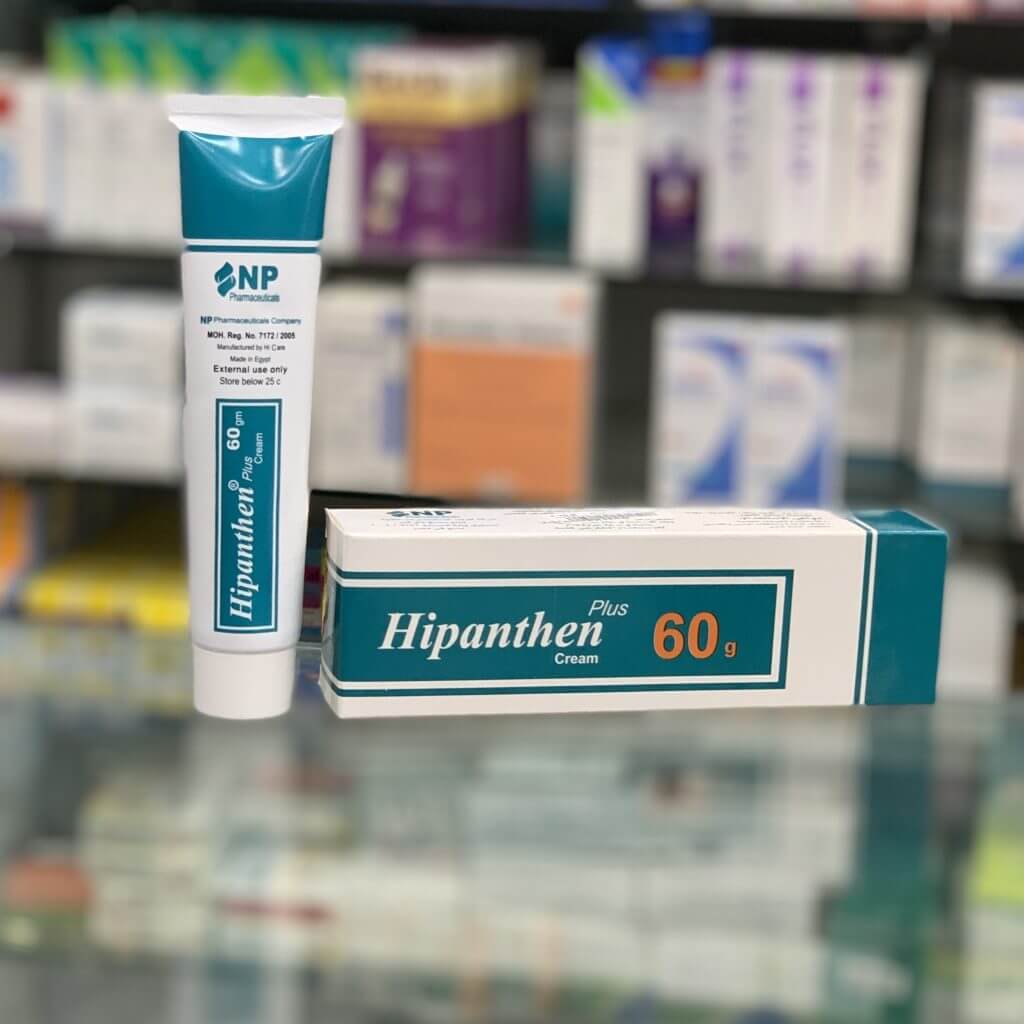 NP
Pharmaceuticals
NP Pharmaceuticals Company
MOH. Reg. No. 7172 / 2005
Manufactured by Hi Care
Made in Egypt
External use only
Store below 25 c
Hipanthen® Plus 60 gm
Cream
NP
Hipanthen Plus 60 g
Cream